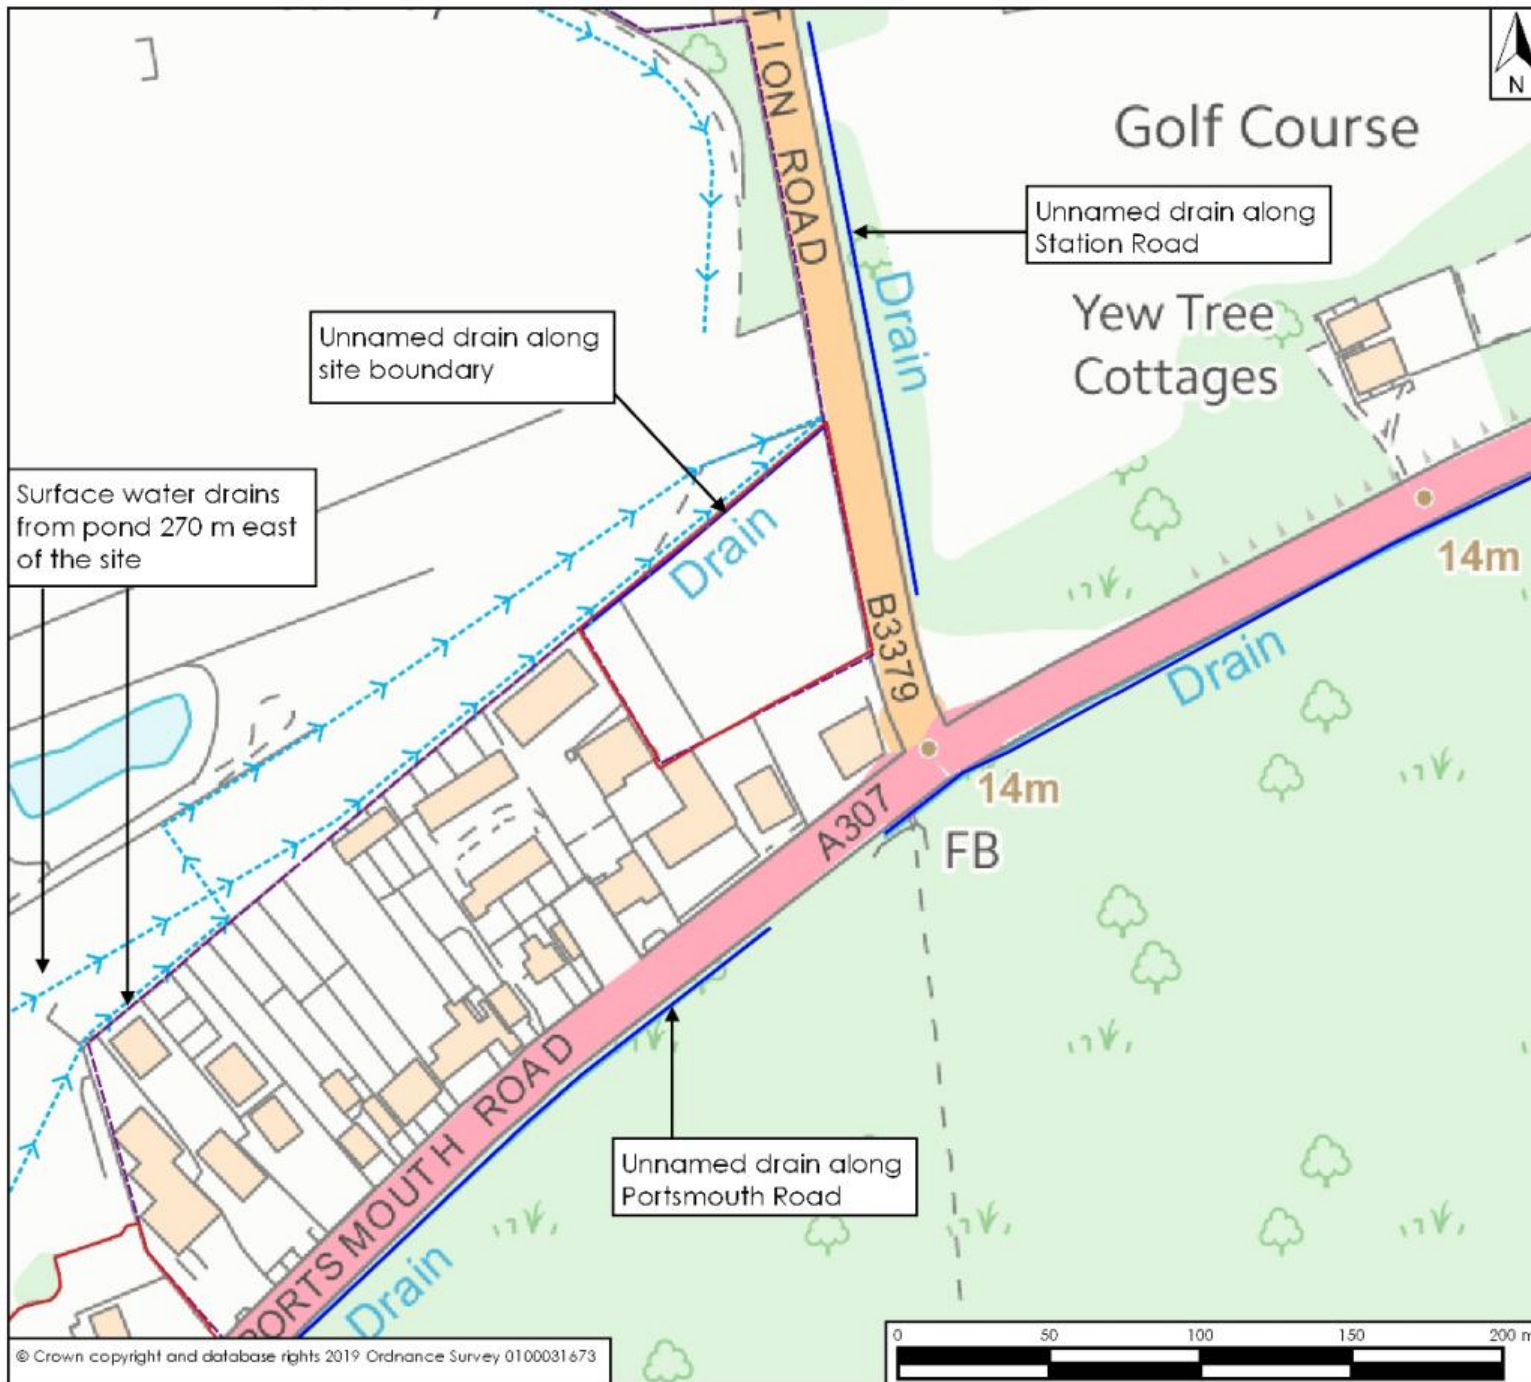 TION ROAD
N
Golf Course
Unnamed drain along
Station Road
Drain
Yew Tree
Cottages
Unnamed drain along
site boundary
Surface water drains
from pond 270 m east
of the site
Drain
14m
B3379
Drain
14m
A307
FB
PORTSMOUTH ROAD
Unnamed drain along
Portsmouth Road
Drain
0 50 100 150 200 m
© Crown copyright and database rights 2019 Ordnance Survey 0100031673